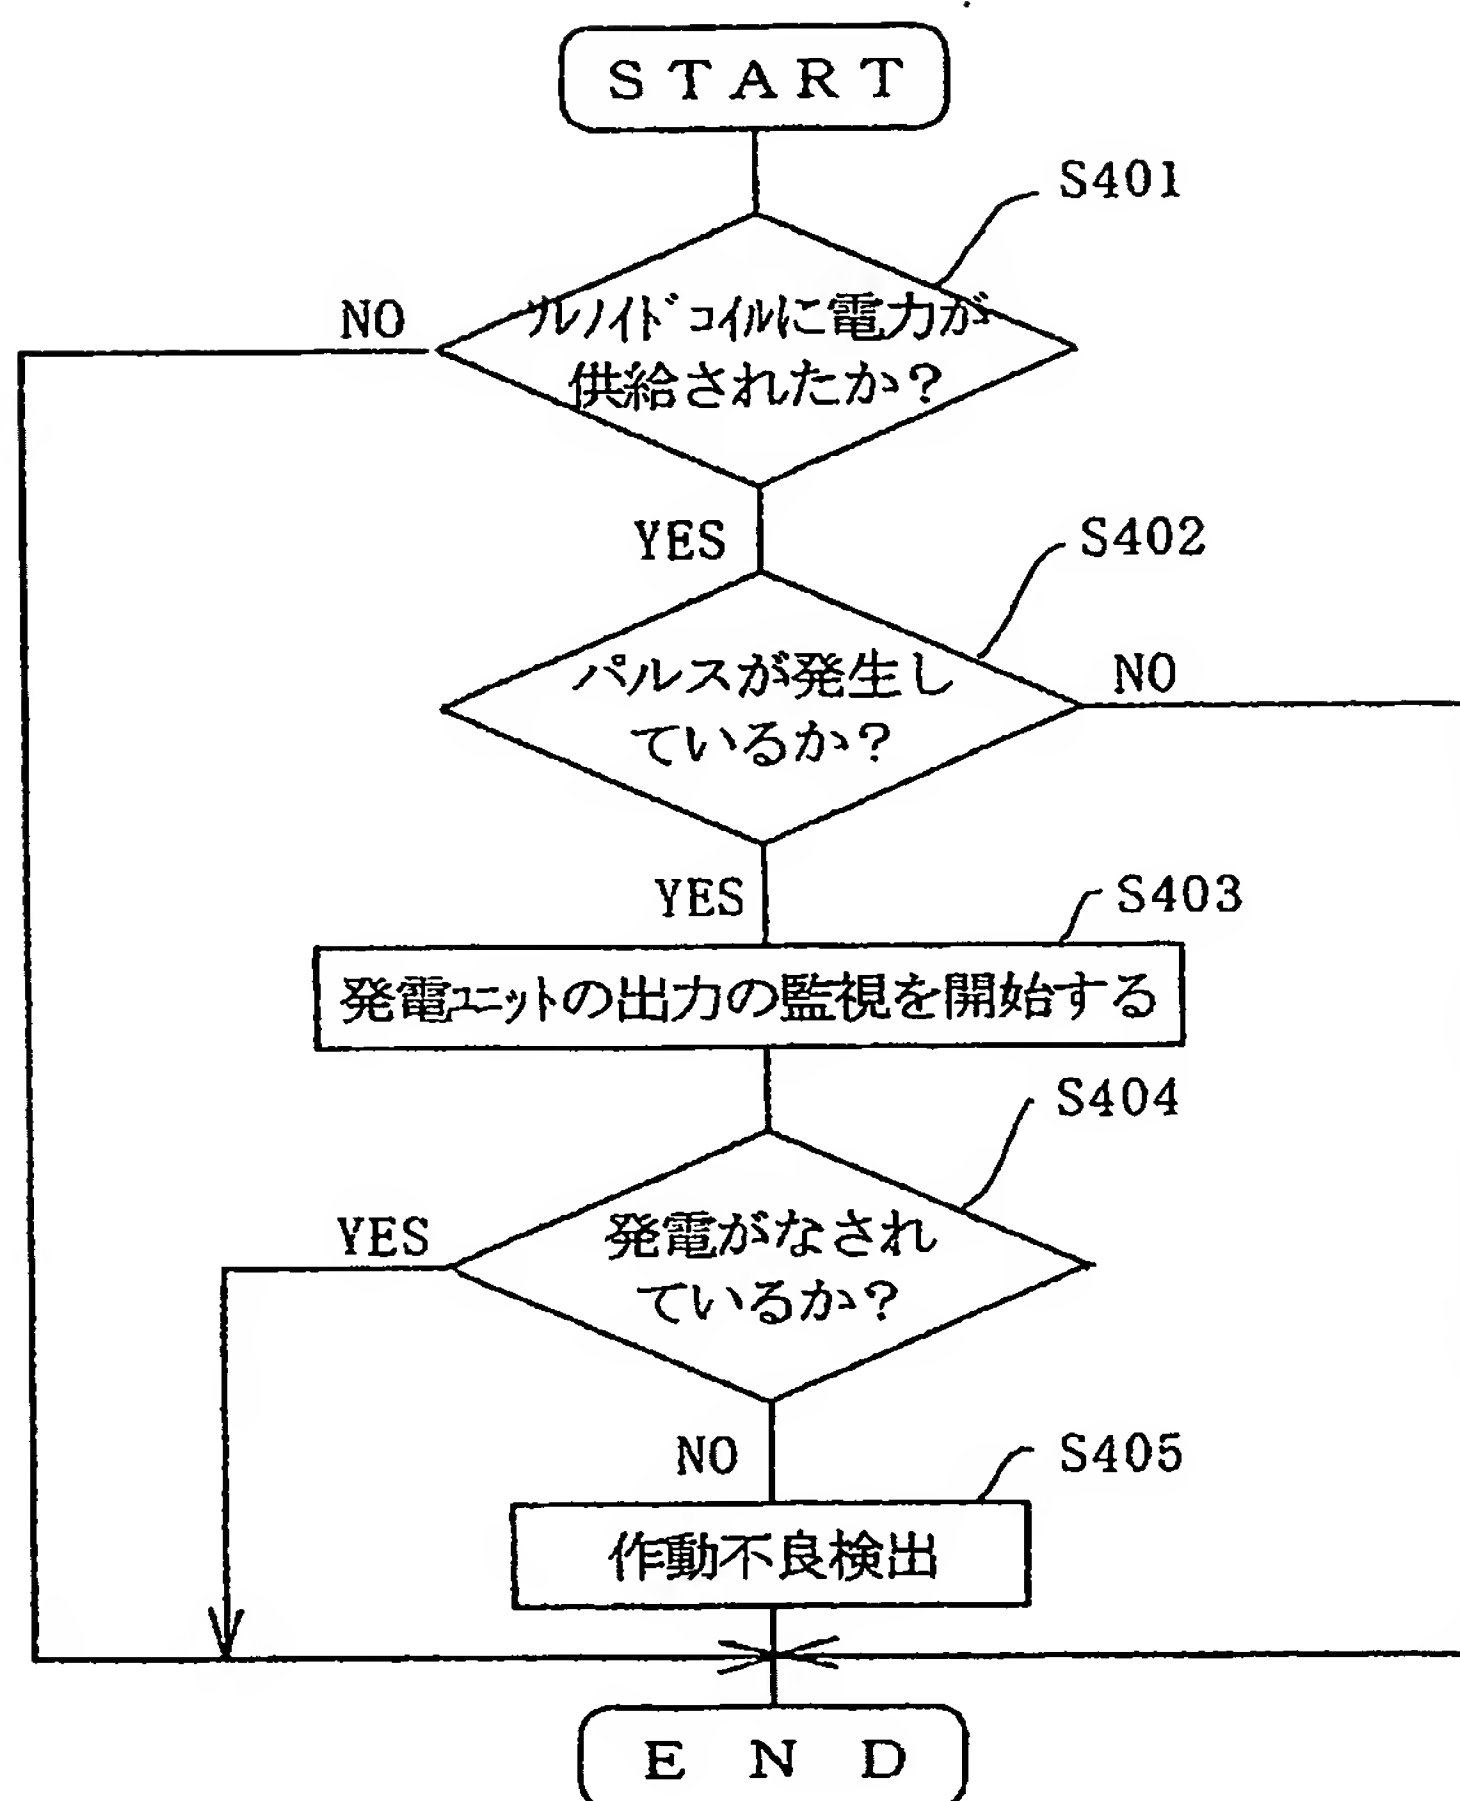 START
S401
NO
ソレノイドコイルに電力が
供給されたか？
YES
S402
パルスが発生し
ているか？
NO
YES
S403
発電ユニットの出力の監視を開始する
S404
YES
発電がなされ
ているか？
NO
S405
作動不良検出
END